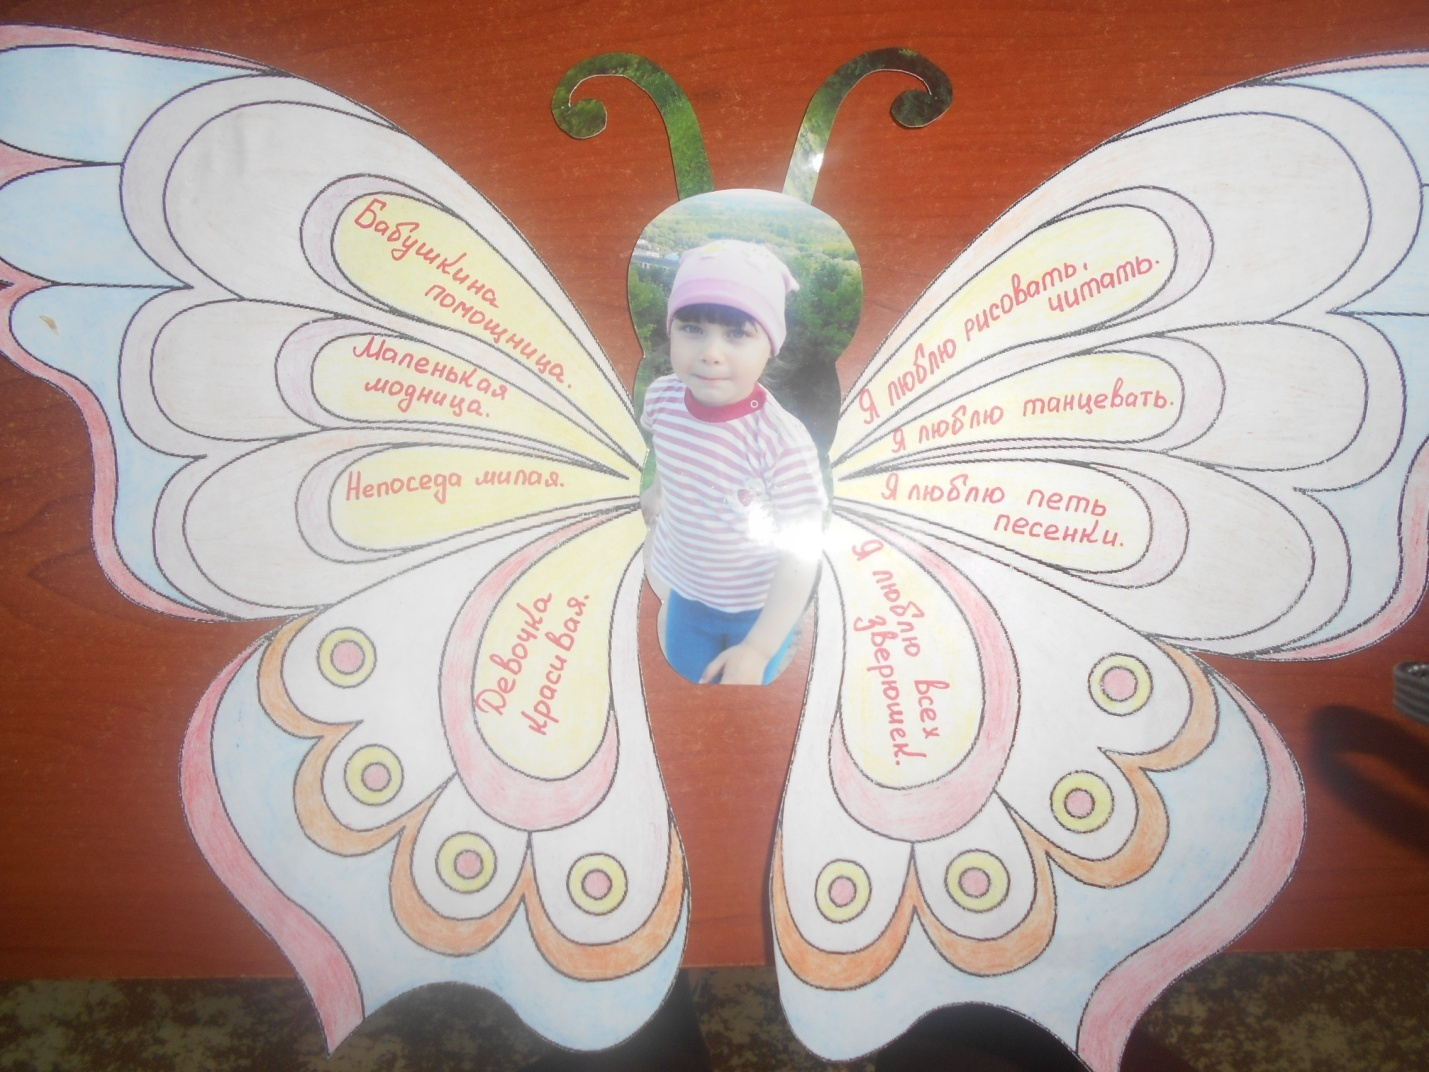 Бабушкина
помощница.
Маленькая
модница.
Непоседа милая.
Девочка
красивая.
Я люблю рисовать,
читать.
Я люблю танцевать.
Я люблю петь
песенки.
Я люблю всех
зверюшек.